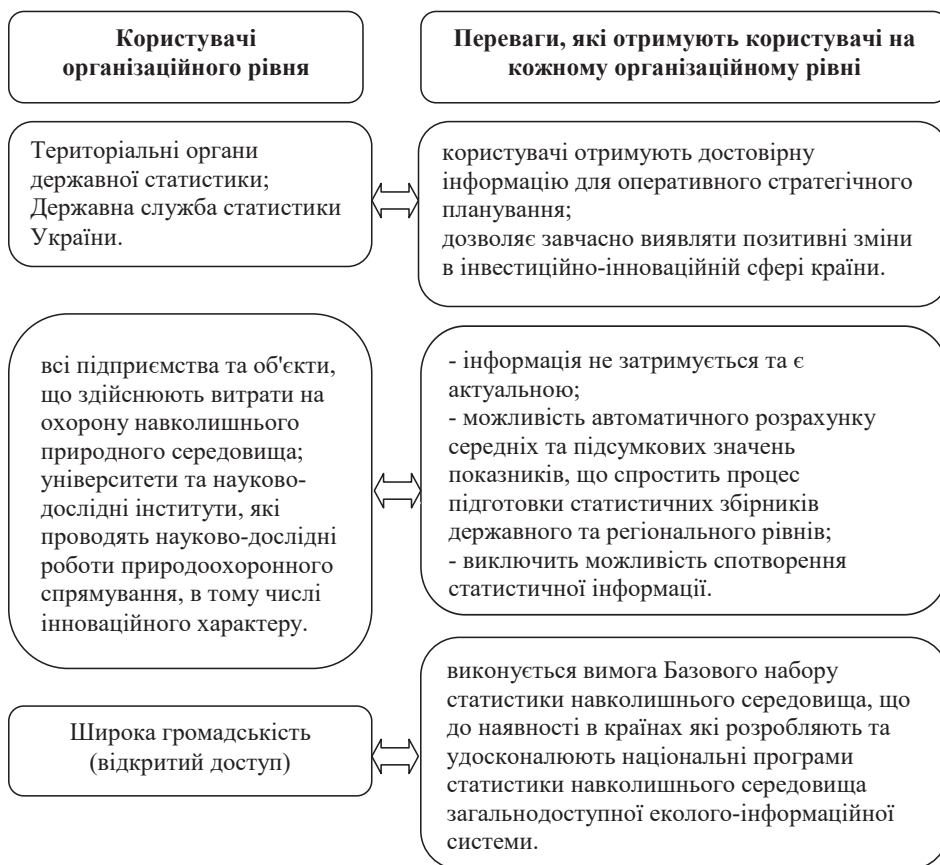 Користувачі
організаційного рівня
Переваги, які отримують користувачі на
кожному організаційному рівні
Територіальні органи
державної статистики;
Державна служба статистики
України.
користувачі отримують достовірну
інформацію для оперативного стратегічного
планування;
дозволяє завчасно виявляти позитивні зміни
в інвестиційно-інноваційній сфері країни.
всі підприємства та об'єкти,
що здійснюють витрати на
охорону навколишнього
природного середовища;
університети та науково-
дослідні інститути, які
проводять науково-дослідні
роботи природоохоронного
спрямування, в тому числі
інноваційного характеру.
- інформація не затримується та є
актуальною;
- можливість автоматичного розрахунку
середніх та підсумкових значень
показників, що спростить процес
підготовки статистичних збірників
державного та регіонального рівнів;
- виключить можливість спотворення
статистичної інформації.
Широка громадськість
(відкритий доступ)
виконується вимога Базового набору
статистики навколишнього середовища, що
до наявності в країнах які розробляють та
удосконалюють національні програми
статистики навколишнього середовища
загальнодоступної еколого-інформаційної
системи.